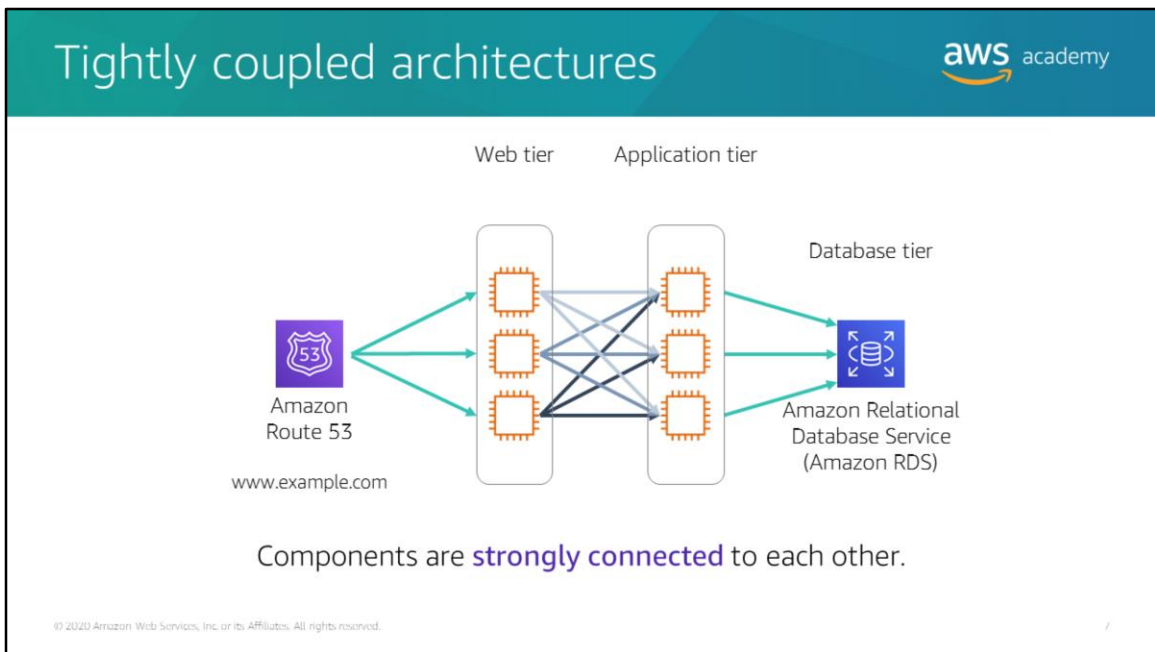 Tightly coupled architectures
aws academy
Web tier
Application tier
Database tier
53
Amazon
Route 53
www.example.com
Amazon Relational
Database Service
(Amazon RDS)
Components are strongly connected to each other.
© 2020 Amazon Web Services, Inc. or its Affiliates. All rights reserved.
7